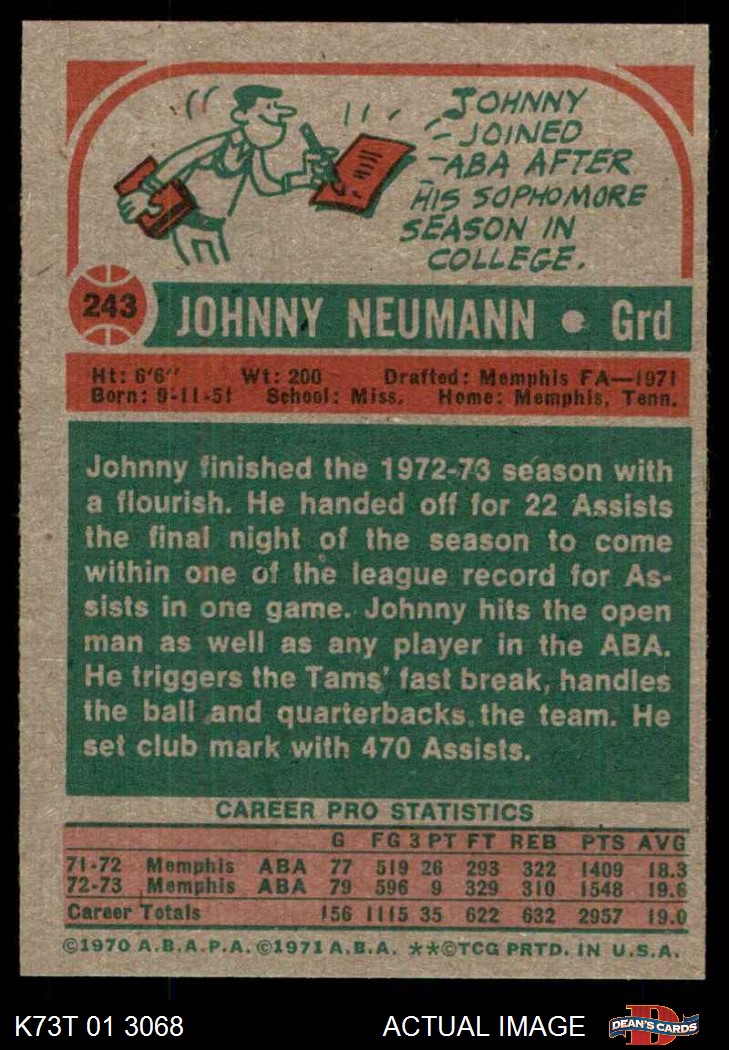 JOHNNY
JOINED
ABA AFTER
HIS SOPHOMORE
SEASON IN
COLLEGE.
243 JOHNNY NEUMANN • Grd
Ht: 6'6" Wt: 200 Drafted: Memphis FA—1971
Born: 9-11-51 School: Miss. Home: Memphis, Tenn.
Johnny finished the 1972-73 season with
a flourish. He handed off for 22 Assists
the final night of the season to come
within one of the league record for As-
sists in one game. Johnny hits the open
man as well as any player in the ABA.
He triggers the Tams' fast break, handles
the ball and quarterbacks the team. He
set club mark with 470 Assists.
CAREER PRO STATISTICS
G FG 3 PT FT REB PTS AVG
71-72 Memphis ABA 77 519 26 293 322 1409 18.3
72-73 Memphis ABA 79 596 9 329 310 1548 19.6
Career Totals 156 1115 35 622 632 2957 19.0
©1970 A.B.A.P.A. ©1971 A.B.A. **©TCG PRTD. IN U.S.A.
K73T 01 3068 ACTUAL IMAGE D DEAN'S CARDS